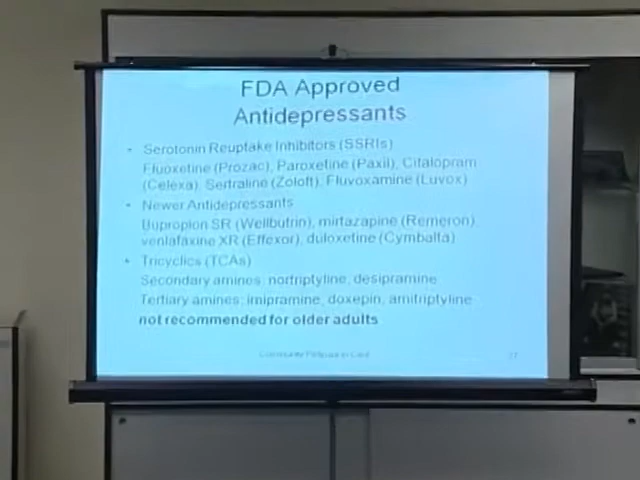 FDA Approved
Antidepressants
• Serotonin Reuptake Inhibitors (SSRIs)
Fluoxetine (Prozac), Paroxetine (Paxil), Citalopram
(Celexa), Sertraline (Zoloft), Fluvoxamine (Luvox)
• Newer Antidepressants
Bupropion SR (Wellbutrin), mirtazapine (Remeron)
venlafaxine XR (Effexor), duloxetine (Cymbalta)
• Tricyclics (TCAs)
Secondary amines: nortriptyline, desipramine
Tertiary amines: imipramine, doxepin, amitriptyline
not recommended for older adults
Community